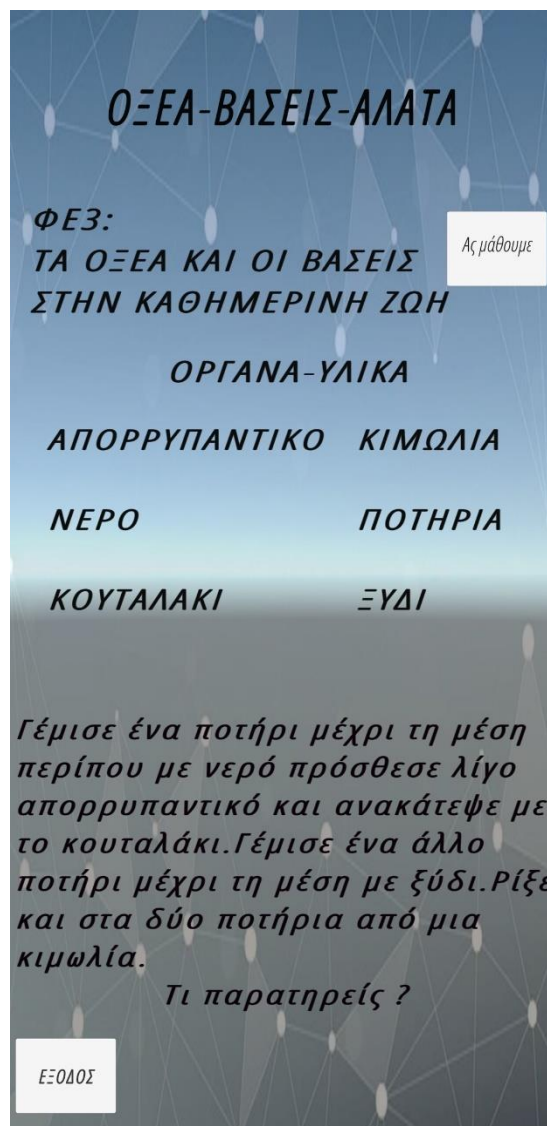 ΟΞΕΑ-ΒΑΣΕΙΣ-ΑΛΑΤΑ
ΦΕ3:
ΤΑ ΟΞΕΑ ΚΑΙ ΟΙ ΒΑΣΕΙΣ
ΣΤΗΝ ΚΑΘΗΜΕΡΙΝΗ ΖΩΗ
Ας μάθουμε
ΟΡΓΑΝΑ-ΥΛΙΚΑ
ΑΠΟΡΡΥΠΑΝΤΙΚΟ ΚΙΜΩΛΙΑ
ΝΕΡΟ ΠΟΤΗΡΙΑ
ΚΟΥΤΑΛΑΚΙ ΞΥΔΙ
Γέμισε ένα ποτήρι μέχρι τη μέση
περίπου με νερό πρόσθεσε λίγο
απορρυπαντικό και ανακάτεψε με
το κουταλάκι.Γέμισε ένα άλλο
ποτήρι μέχρι τη μέση με ξύδι.Ρίξε
και στα δύο ποτήρια από μια
κιμωλία.
Τι παρατηρείς ?
ΕΞΟΔΟΣ